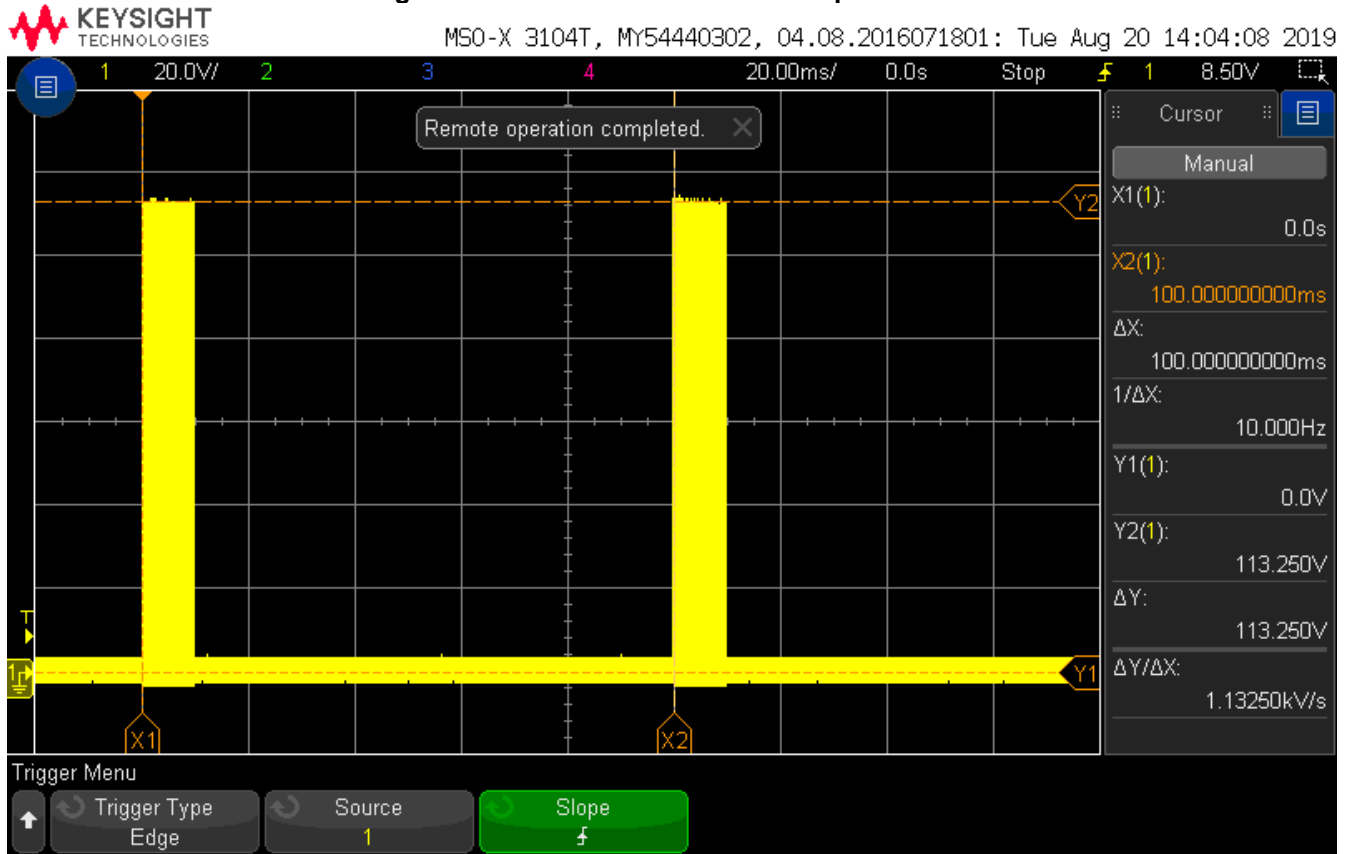 KEYSIGHT
TECHNOLOGIES
MSO-X 3104T, MY54440302, 04.08.2016071801: Tue Aug 20 14:04:08 2019
1 20.0V/ 2 3 4 20.00ms/ 0.0s Stop 1 8.50V
Remote operation completed.
Cursor
Manual
X1(1):
0.0s
X2(1):
100.000000000ms
ΔX:
100.000000000ms
1/ΔX:
10.000Hz
Y1(1):
0.0V
Y2(1):
113.250V
ΔY:
113.250V
ΔY/ΔX:
1.13250kV/s
Y2
T
1
Y1
X1
X2
Trigger Menu
Trigger Type
Edge
Source
1
Slope